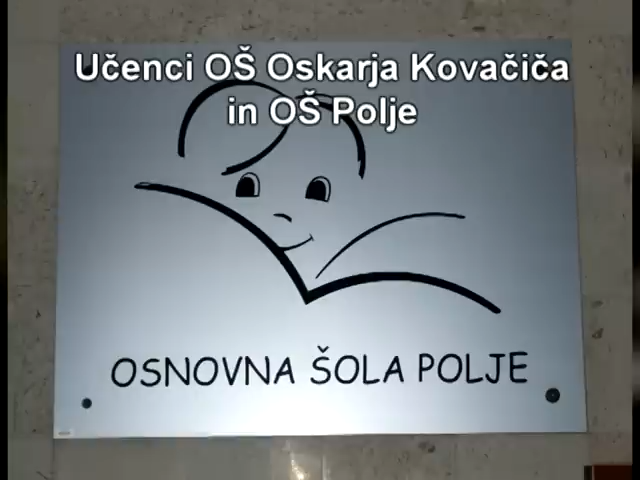 Učenci OŠ Oskarja Kovačiča
in OŠ Polje
OSNOVNA ŠOLA POLJE